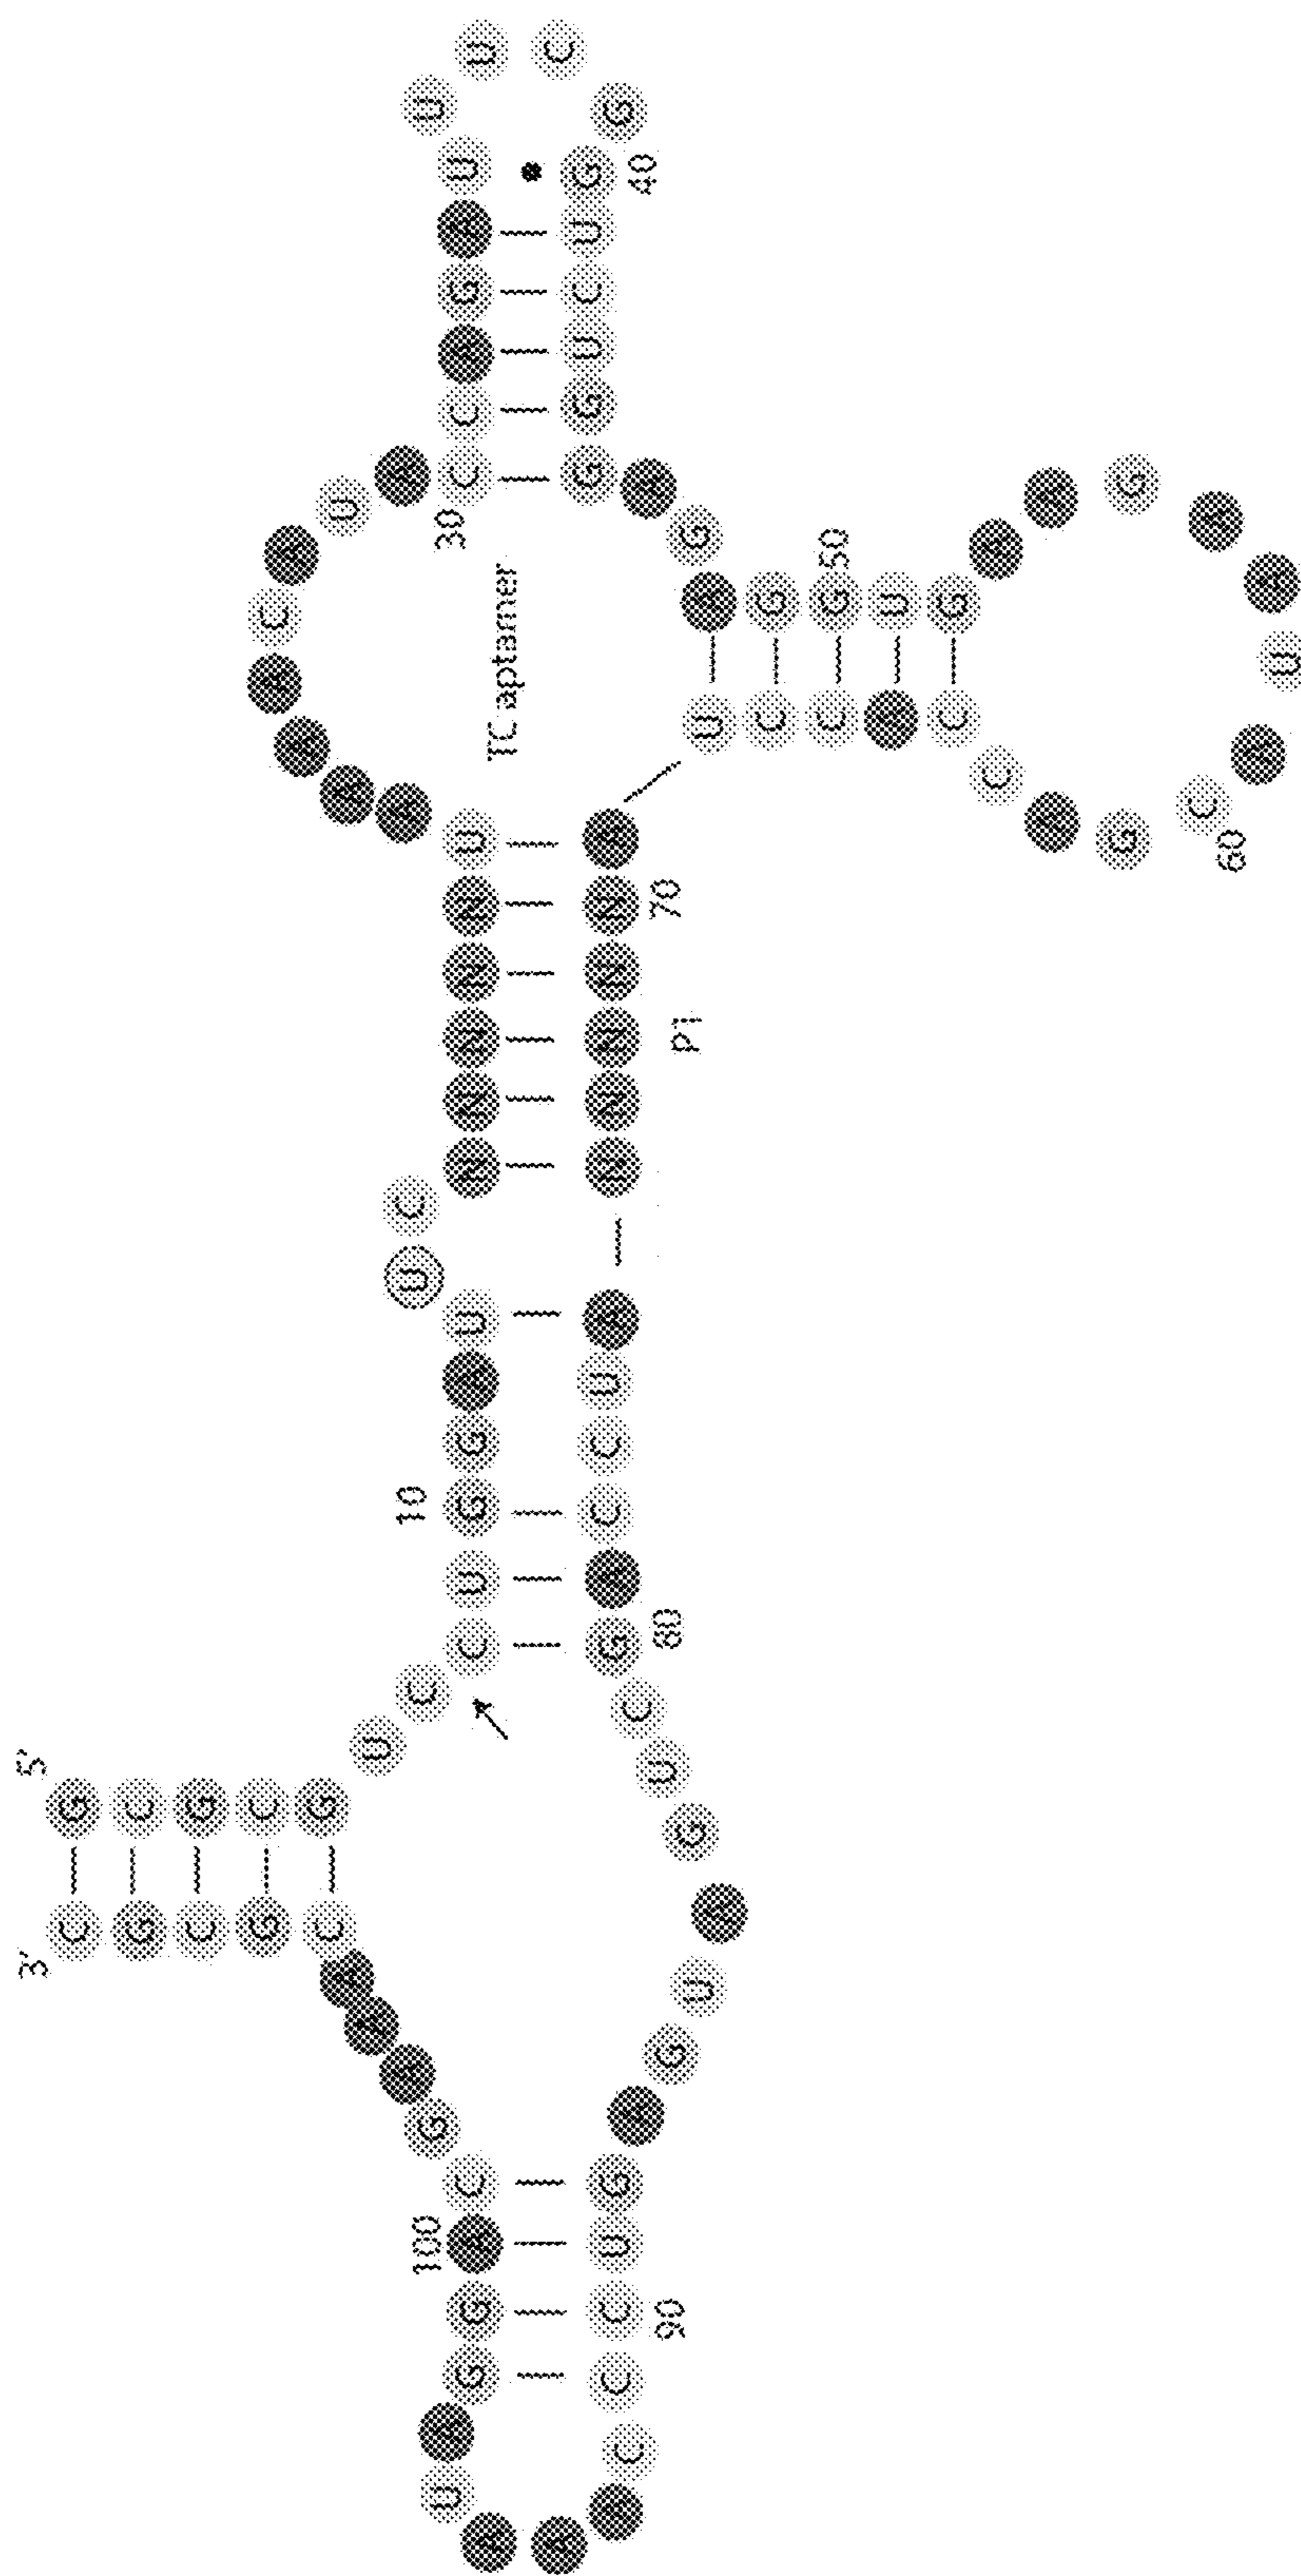 5'
G C G C G
U C
C U G G A U
10
U C
N N N N N U
A A A A C A U A
30
C C A G A U
U U C G
G U C U G G
40
A G
A G G U G
50
A A G A A U A C G A C
60
C A C C U
A N N N N N
70
P1
TC aptamer
A U C C A G
80
C U G A U G A
G U C C
90
C A A A U A
G G A C
100
G A A A
C G C G C
3'